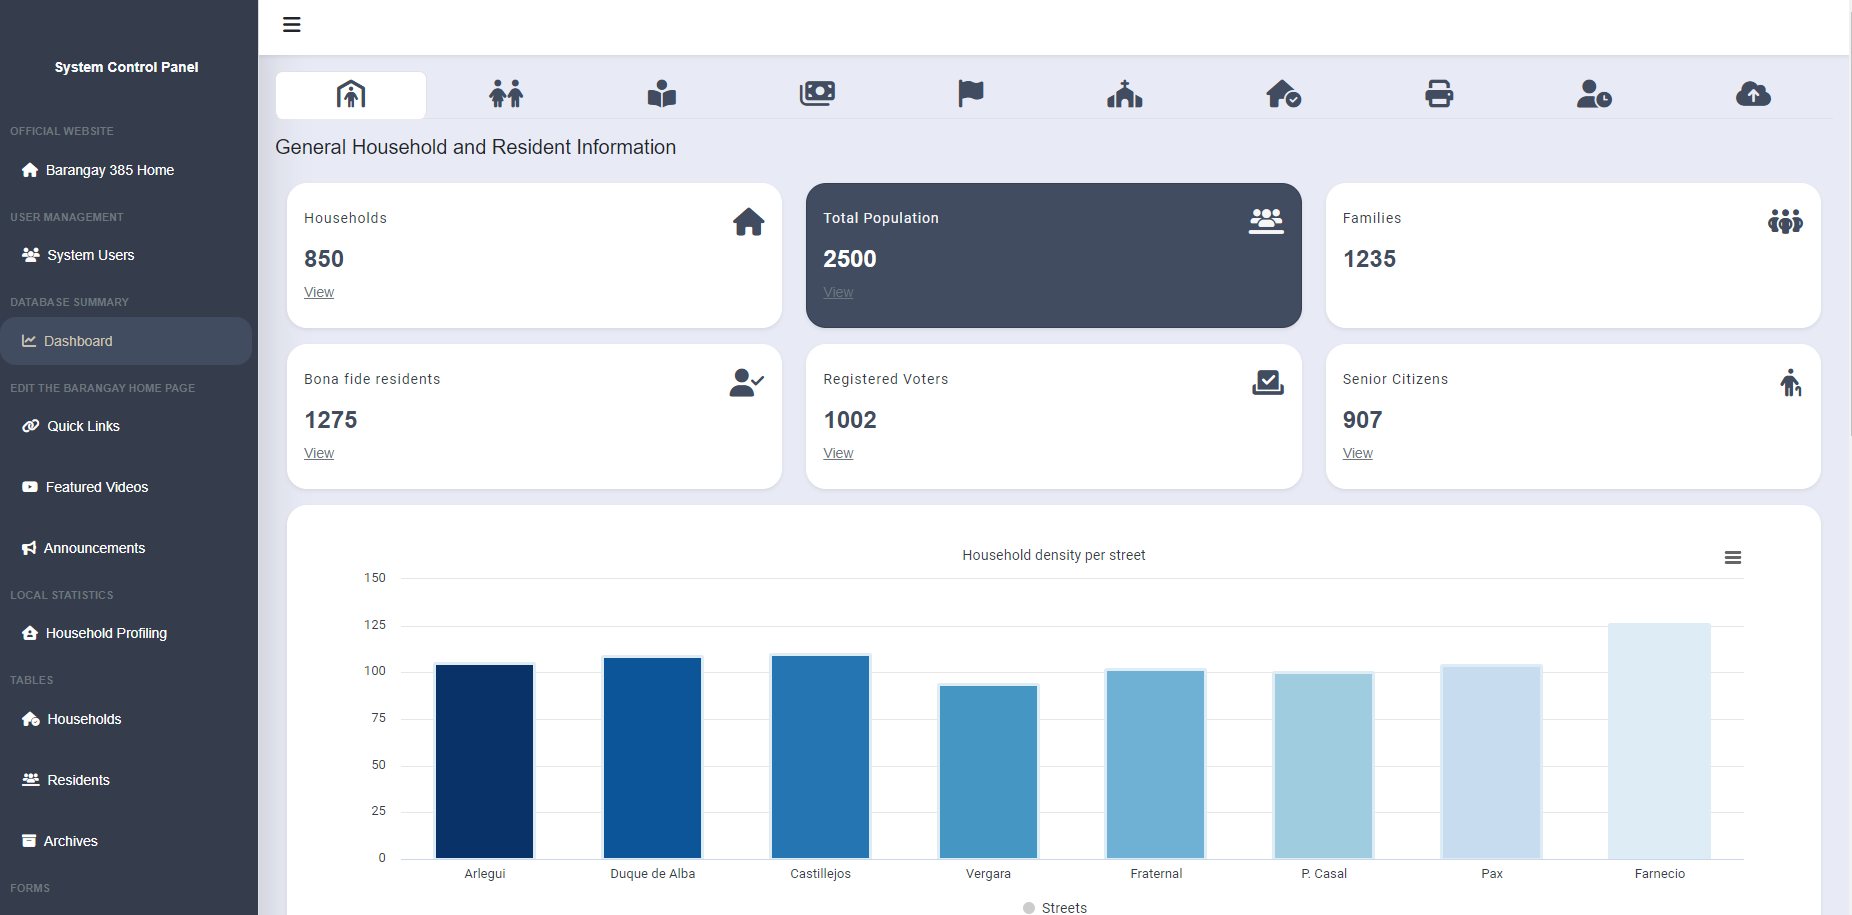 System Control Panel
OFFICIAL WEBSITE
Barangay 385 Home
USER MANAGEMENT
System Users
DATABASE SUMMARY
Dashboard
EDIT THE BARANGAY HOME PAGE
Quick Links
Featured Videos
Announcements
LOCAL STATISTICS
Household Profiling
TABLES
Households
Residents
Archives
FORMS
General Household and Resident Information
Households
850
View
Total Population
2500
View
Families
1235
Bona fide residents
1275
View
Registered Voters
1002
View
Senior Citizens
907
View
Household density per street
150
125
100
75
50
25
0
Arlegui
Duque de Alba
Castillejos
Vergara
Fraternal
P. Casal
Pax
Farnecio
Streets